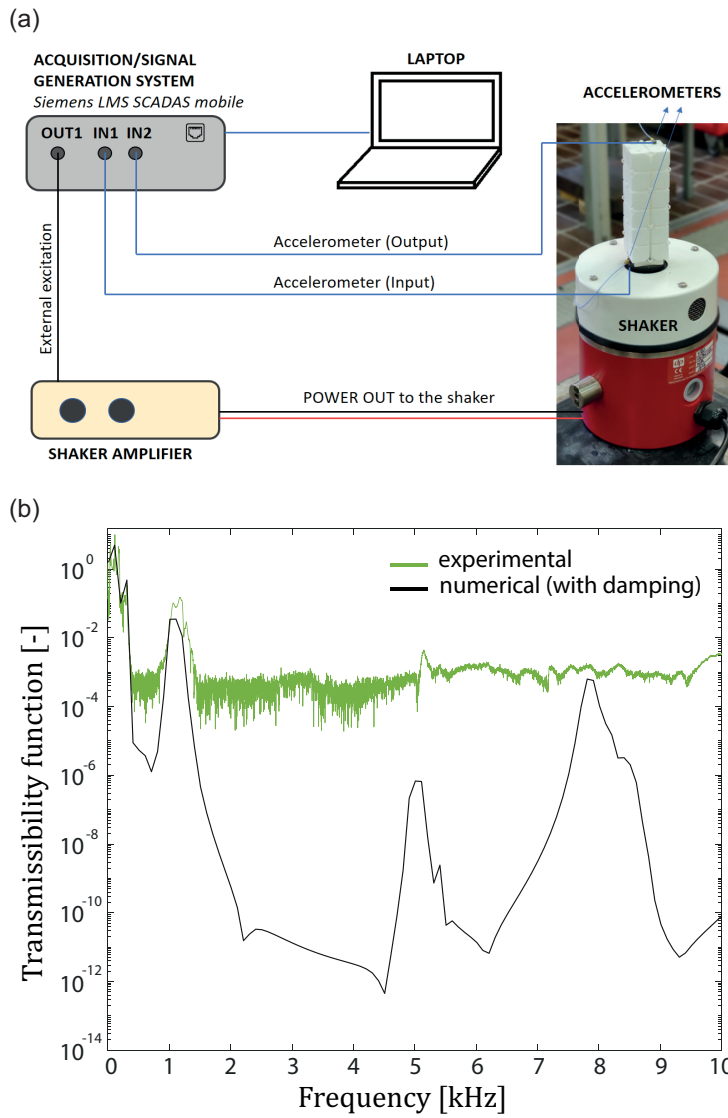 (a)
ACQUISITION/SIGNAL
GENERATION SYSTEM
Siemens LMS SCADAS mobile
OUT1 IN1 IN2
LAPTOP
ACCELEROMETERS
Accelerometer (Output)
Accelerometer (Input)
External excitation
SHAKER
POWER OUT to the shaker
SHAKER AMPLIFIER
(b)
experimental
numerical (with damping)
Transmissibility function [-]
10^0
10^-2
10^-4
10^-6
10^-8
10^-10
10^-12
10^-14
0 1 2 3 4 5 6 7 8 9 10
Frequency [kHz]